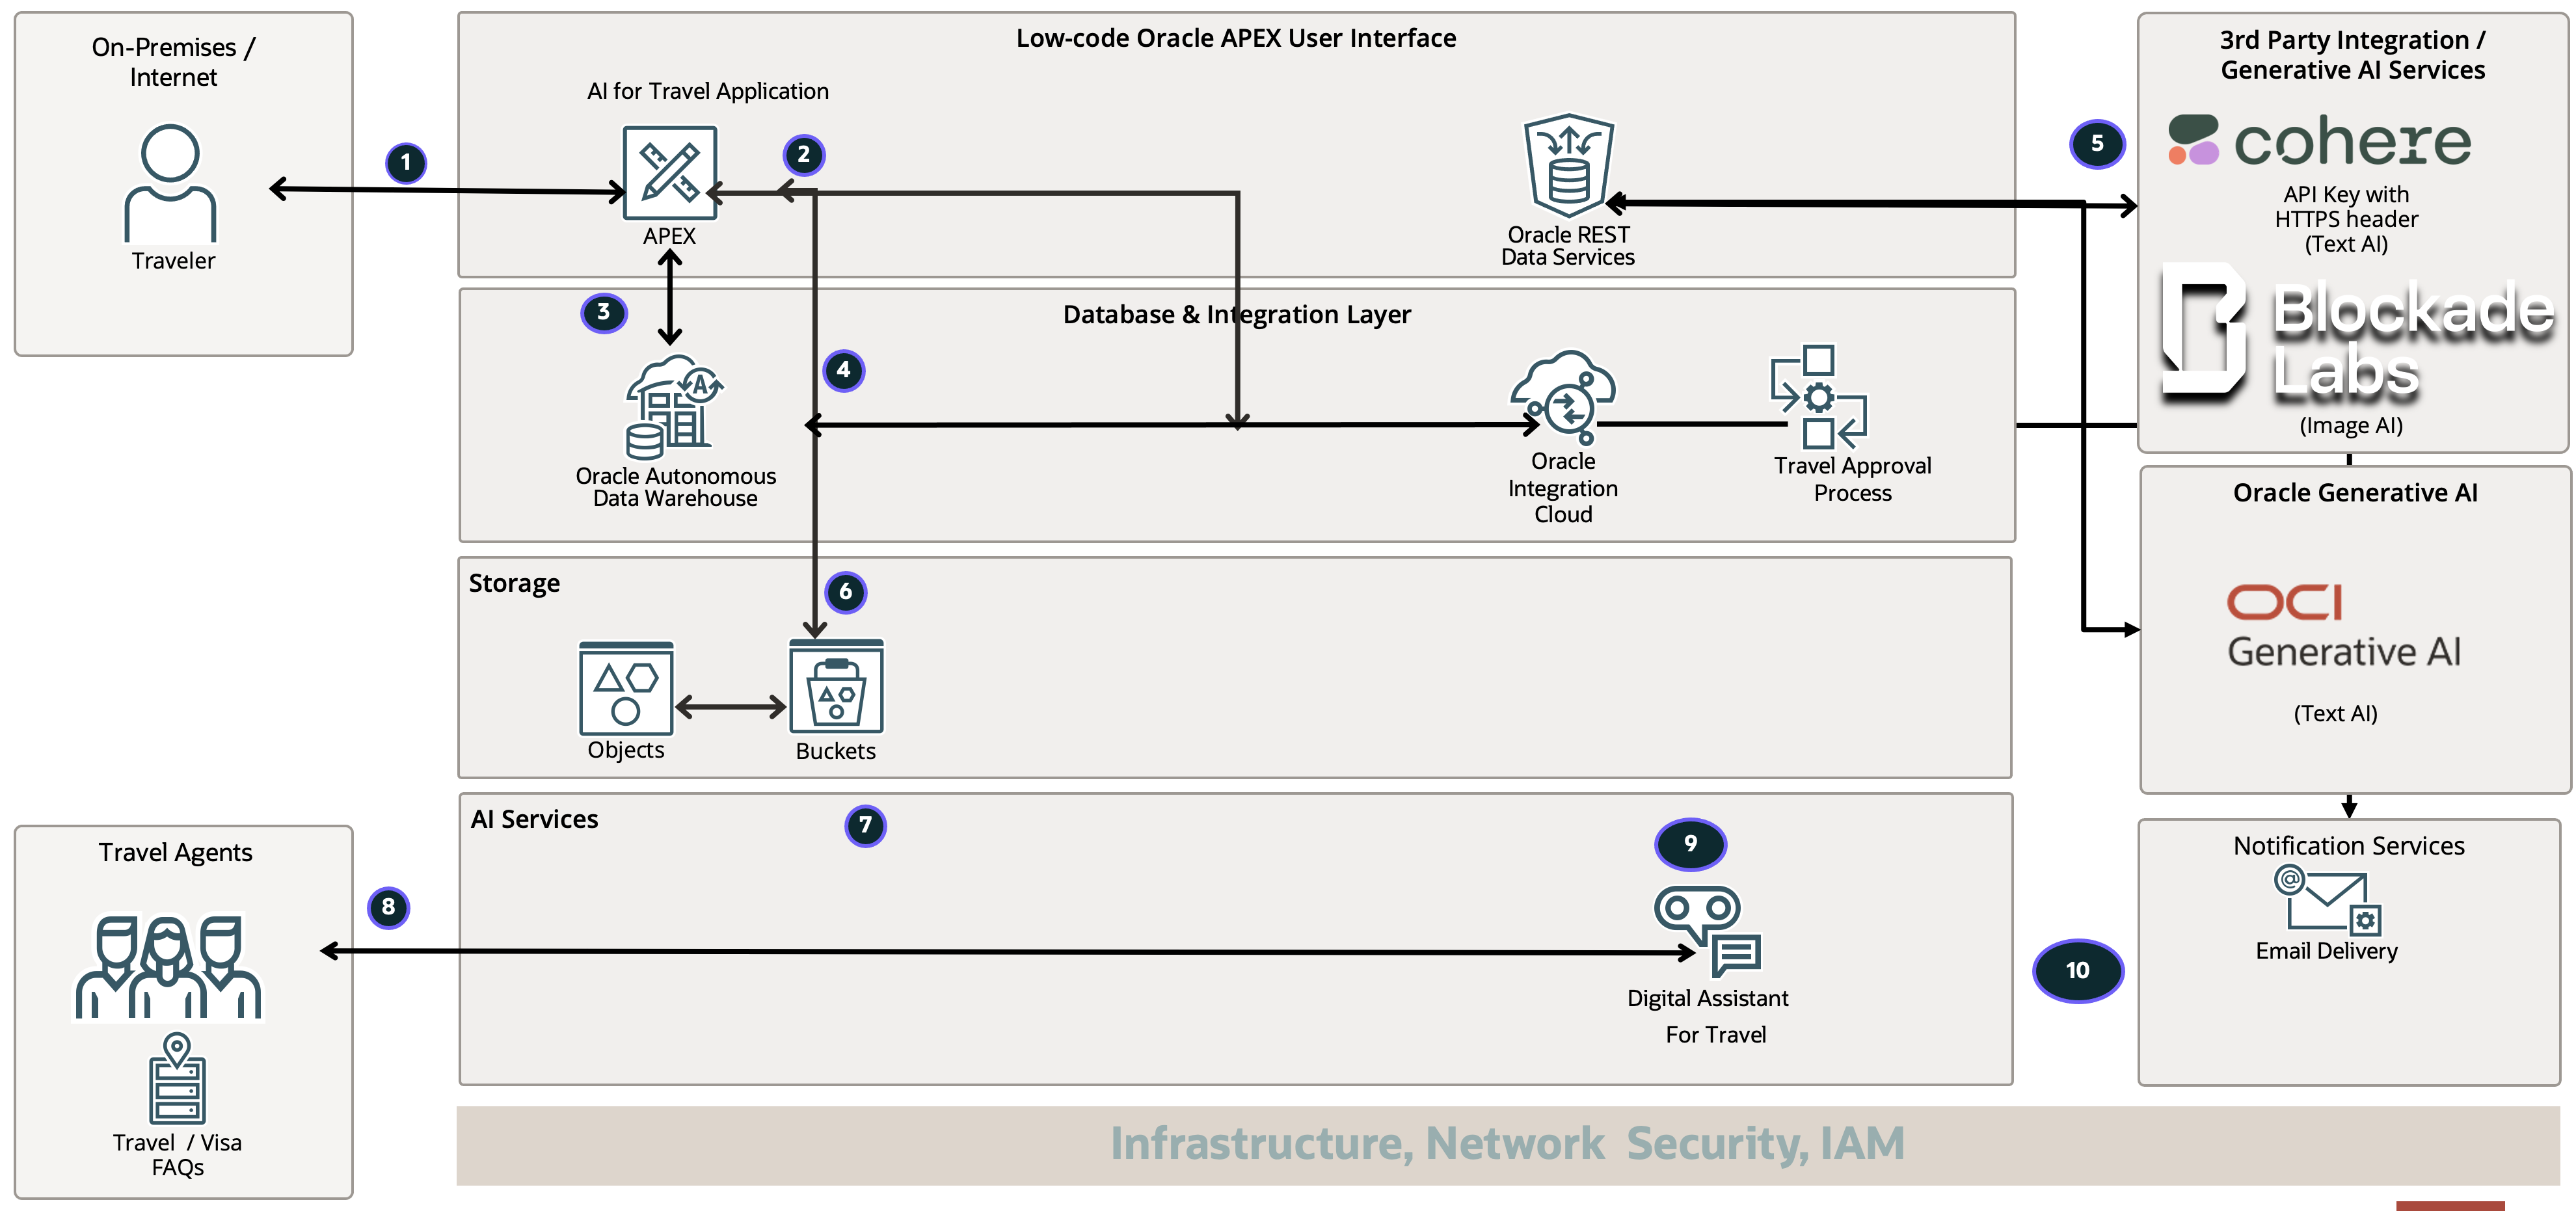 On-Premises /
Internet
Traveler
1
Low-code Oracle APEX User Interface
AI for Travel Application
2
APEX
Oracle REST
Data Services
5
3rd Party Integration /
Generative AI Services
cohere
API Key with
HTTPS header
(Text AI)
Blockade
Labs
(Image AI)
3
Database & Integration Layer
4
A
Oracle Autonomous
Data Warehouse
Oracle
Integration
Cloud
Travel Approval
Process
Oracle Generative AI
OCI
Generative AI
(Text AI)
Storage
6
Objects
Buckets
AI Services
7
9
Digital Assistant
For Travel
Travel Agents
8
Travel / Visa
FAQs
10
Notification Services
@
Email Delivery
Infrastructure, Network Security, IAM